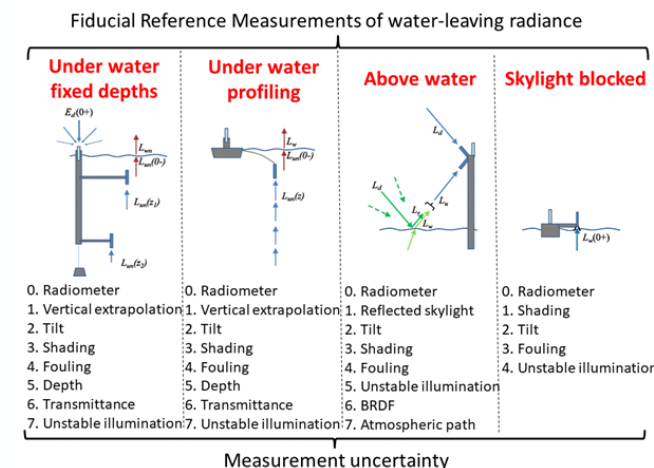 Fiducial Reference Measurements of water-leaving radiance
Under water
fixed depths
Under water
profiling
Above water
Skylight blocked
Ed(0+)
Lwn
Lwn(0-)
Lwn(z1)
Lwn(z2)
Lw
Lwn(0-)
Lwn(z)
Ld
Ld
Lr
Lw
Lu
Lw(0+)
0. Radiometer
1. Vertical extrapolation
2. Tilt
3. Shading
4. Fouling
5. Depth
6. Transmittance
7. Unstable illumination
0. Radiometer
1. Vertical extrapolation
2. Tilt
3. Shading
4. Fouling
5. Depth
6. Transmittance
7. Unstable illumination
0. Radiometer
1. Reflected skylight
2. Tilt
3. Shading
4. Fouling
5. Unstable illumination
6. BRDF
7. Atmospheric path
0. Radiometer
1. Shading
2. Tilt
3. Fouling
4. Unstable illumination
Measurement uncertainty